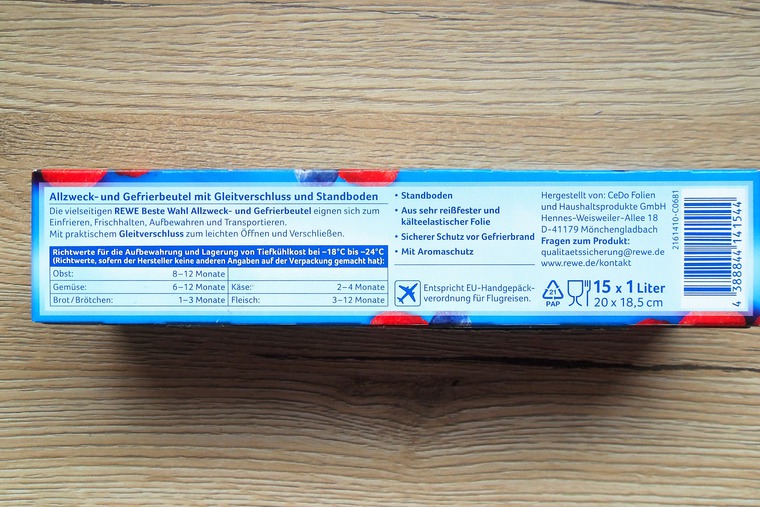 Allzweck- und Gefrierbeutel mit Gleitverschluss und Standboden
Die vielseitigen REWE Beste Wahl Allzweck- und Gefrierbeutel eignen sich zum
Einfrieren, Frischhalten, Aufbewahren und Transportieren.
Mit praktischem Gleitverschluss zum leichten Öffnen und Verschließen.
Richtwerte für die Aufbewahrung und Lagerung von Tiefkühlkost bei –18°C bis –24°C
(Richtwerte, sofern der Hersteller keine anderen Angaben auf der Verpackung gemacht hat):
Obst: 8–12 Monate
Gemüse: 6–12 Monate Käse: 2–4 Monate
Brot/Brötchen: 1–3 Monate Fleisch: 3–12 Monate
• Standboden
• Aus sehr reißfester und
kälteelastischer Folie
• Sicherer Schutz vor Gefrierbrand
• Mit Aromaschutz
Entspricht EU-Handgepäck-
verordnung für Flugreisen.
Hergestellt von: CeDo Folien
und Haushaltsprodukte GmbH
Hennes-Weisweiler-Allee 18
D-41179 Mönchengladbach
Fragen zum Produkt:
qualitaetssicherung@rewe.de
www.rewe.de/kontakt
21
PAP
15 x 1 Liter
20 x 18,5 cm
2161410-C0681
4 388844 141544